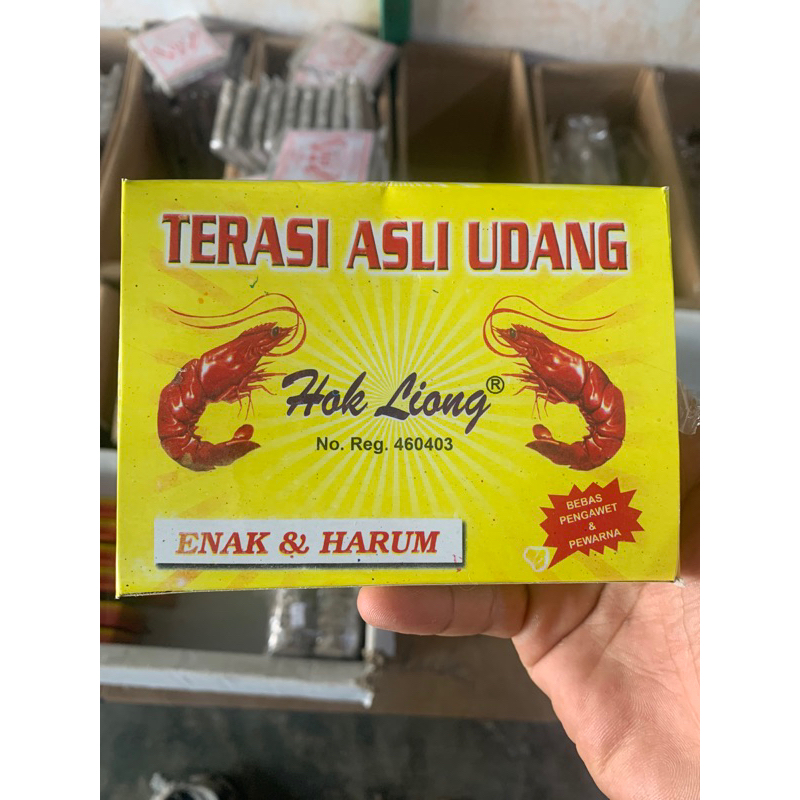 TERASI ASLI UDANG
Hok Liong®
No. Reg. 460403
ENAK & HARUM
BEBAS
PENGAWET
&
PEWARNA